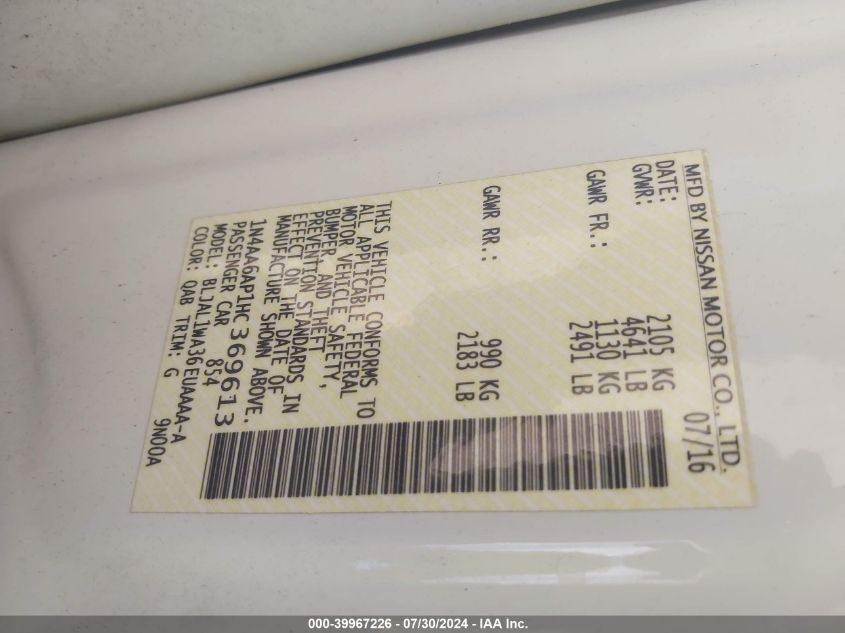 MFD BY NISSAN MOTOR CO., LTD.
DATE: 07/16
GVWR: 2105 KG
4641 LB
GAWR FR.: 1130 KG
2491 LB
GAWR RR.: 990 KG
2183 LB
THIS VEHICLE CONFORMS TO
ALL APPLICABLE FEDERAL
MOTOR VEHICLE SAFETY,
BUMPER, AND THEFT
PREVENTION STANDARDS IN
EFFECT ON THE DATE OF
MANUFACTURE SHOWN ABOVE.
1N4AA6AP1HC369613
PASSENGER CAR 854
MODEL: BLJAL1WA36EUAAAA-A
COLOR: QAB TRIM: G 9N00A
000-39967226 - 07/30/2024 - IAA Inc.